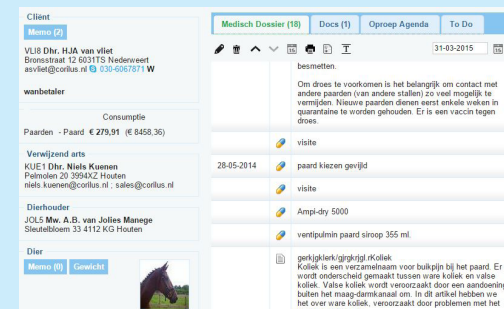 Cliënt
Memo (2)
VLI8 Dhr. HJA van vliet
Bronsstraat 12 6031TS Nederweert
asvliet@corilus.nl 030-6067871 W
wanbetaler
Consumptie
Paarden - Paard € 279,91 (€ 8458,36)
Verwijzend arts
KUE1 Dhr. Niels Kuenen
Pelmolen 20 3994XZ Houten
niels.kuenen@corilus.nl ; sales@corilus.nl
Dierhouder
JOL5 Mw. A.B. van Jolies Manege
Sleutelbloem 33 4112 KG Houten
Dier
Memo (0) Gewicht
Medisch Dossier (18) Docs (1) Oproep Agenda To Do
31-03-2015
besmetten.
Om droes te voorkomen is het belangrijk om contact met
andere paarden (van andere stallen) zo veel mogelijk te
vermijden. Nieuwe paarden dienen eerst enkele weken in
quarantaine te worden gehouden. Er is een vaccin tegen
droes.
visite
28-05-2014 paard kiezen gevijld
visite
Ampi-dry 5000
ventipulmin paard siroop 355 ml.
gerkjgklerk/gjrgkrjgl.rKoliek
Koliek is een verzamelnaam voor buikpijn bij het paard. Er
wordt onderscheid gemaakt tussen ware koliek en valse
koliek. Valse koliek wordt veroorzaakt door een aandoening
buiten het maag-darmkanaal om. In dit artikel hebben we
het over ware koliek, veroorzaakt door problemen met het